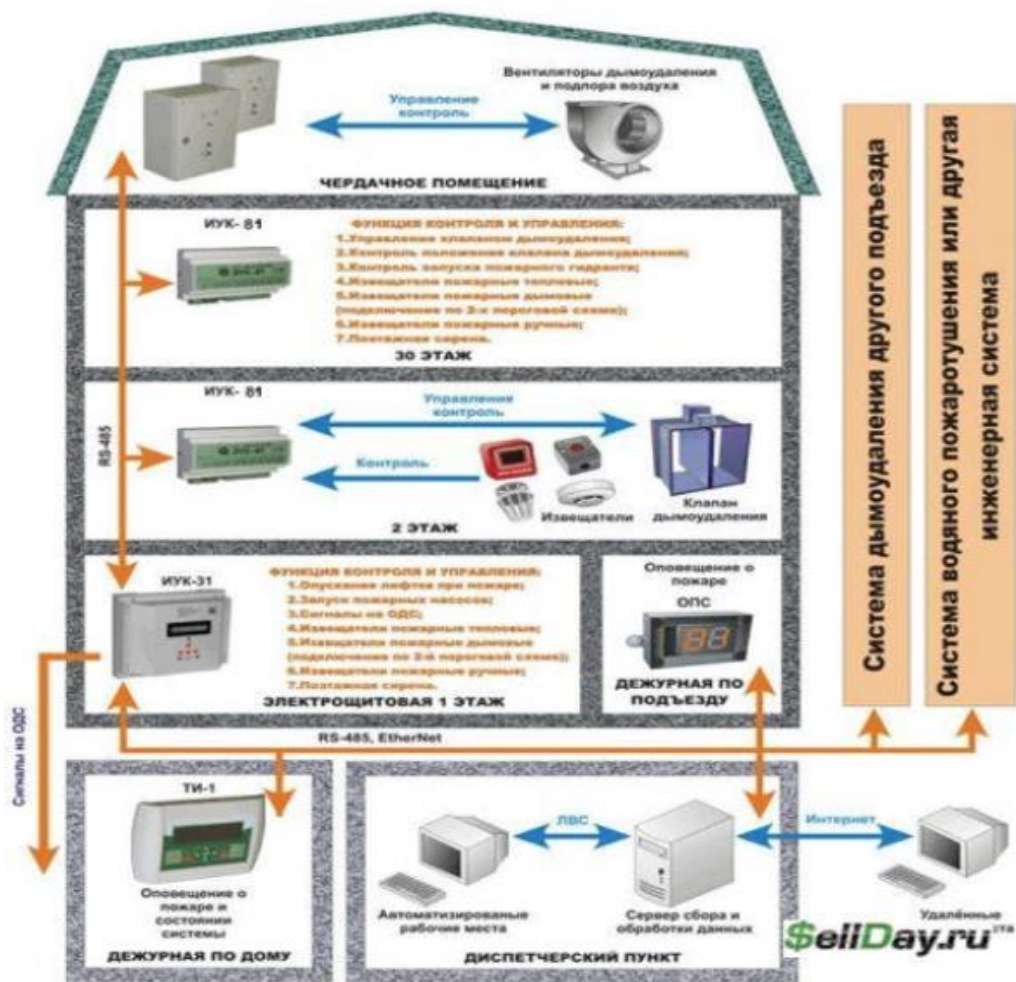 Вентиляторы дымоудаления
и подпора воздуха
Управление
контроль
ЧЕРДАЧНОЕ ПОМЕЩЕНИЕ
ИУК- 81
ФУНКЦИЯ КОНТРОЛЯ И УПРАВЛЕНИЯ:
1.Управление клапаном дымоудаления;
2.Контроль положения клапана дымоудаления;
3.Контроль запуска пожарного гидранта;
4.Извещатели пожарные тепловые;
5.Извещатели пожарные дымовые
(подключение по 2-х пороговой схеме);
6.Извещатели пожарные ручные;
7.Поэтажная сирена.
30 ЭТАЖ
RS-485
ИУК- 81
Управление
контроль
Контроль
Извещатели
Клапан
дымоудаления
2 ЭТАЖ
ИУК-31
ФУНКЦИЯ КОНТРОЛЯ И УПРАВЛЕНИЯ:
1.Опускание лифтов при пожаре;
2.Запуск пожарных насосов;
3.Сигналы на ОДС;
4.Извещатели пожарные тепловые;
5.Извещатели пожарные дымовые
(подключение по 2-й пороговой схеме);
6.Извещатели пожарные ручные;
7.Поэтажная сирена.
ЭЛЕКТРОЩИТОВАЯ 1 ЭТАЖ
Оповещение о
пожаре
ОПС
ДЕЖУРНАЯ ПО
ПОДЪЕЗДУ
Система дымоудаления другого подъезда
Система водяного пожаротушения или другая
инженерная система
RS-485, EtherNet
Сигналы на ОДС
ТИ-1
Оповещение о
пожаре и
состоянии
системы
ДЕЖУРНАЯ ПО ДОМУ
ЛВС
Интернет
Автоматизированые
рабочие места
Сервер сбора и
обработки данных
Удалённые
ДИСПЕТЧЕРСКИЙ ПУНКТ
$ellDay.ru